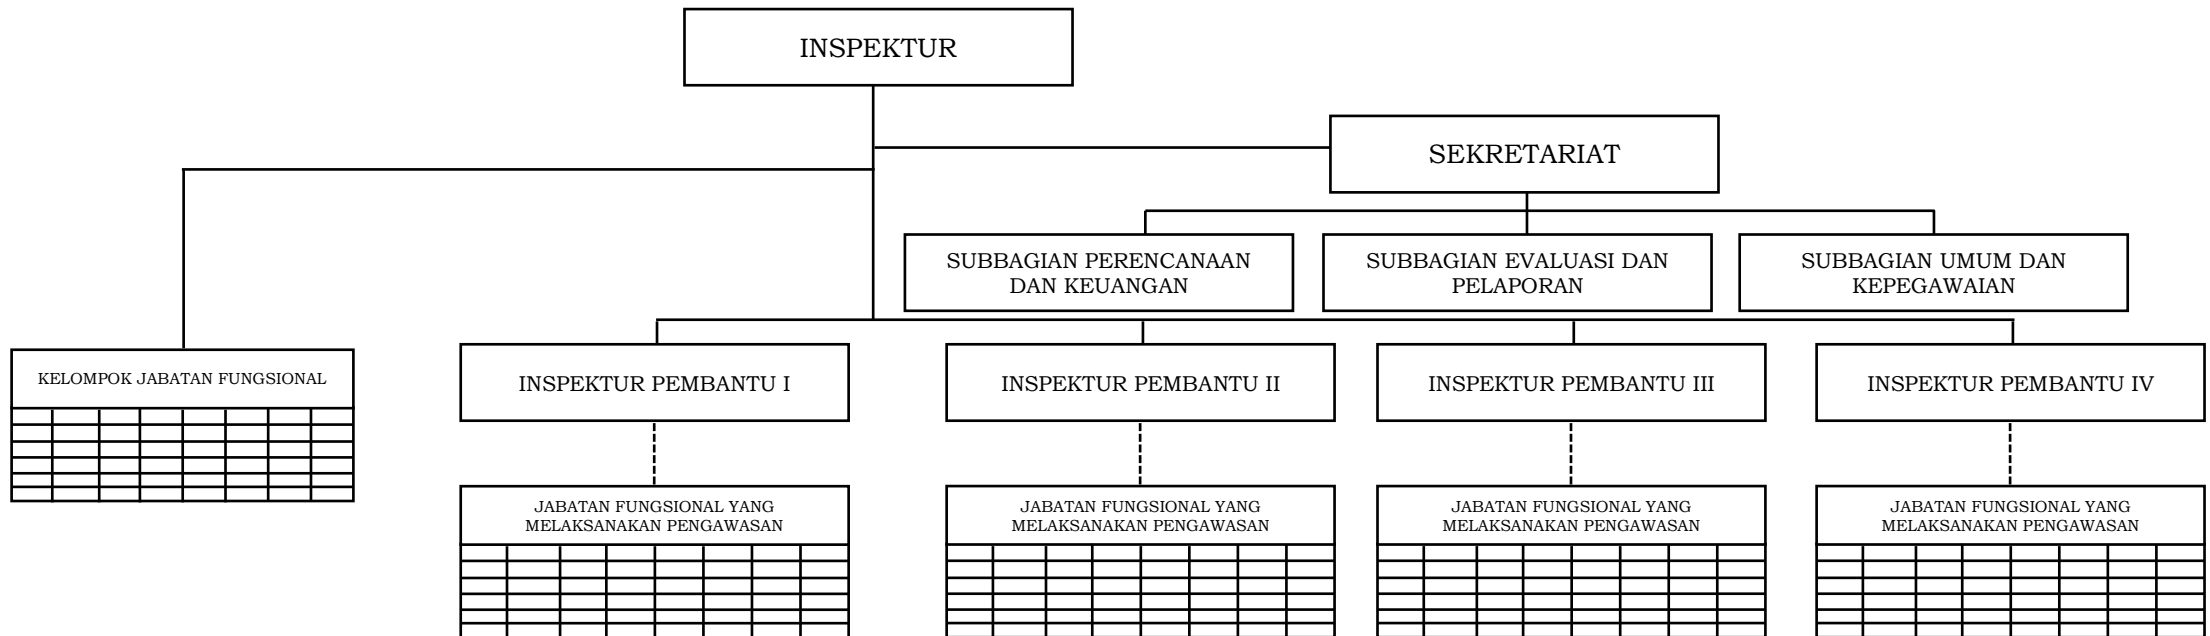 INSPEKTUR
SEKRETARIAT
SUBBAGIAN PERENCANAAN
DAN KEUANGAN
SUBBAGIAN EVALUASI DAN
PELAPORAN
SUBBAGIAN UMUM DAN
KEPEGAWAIAN
KELOMPOK JABATAN FUNGSIONAL
INSPEKTUR PEMBANTU I
INSPEKTUR PEMBANTU II
INSPEKTUR PEMBANTU III
INSPEKTUR PEMBANTU IV
JABATAN FUNGSIONAL YANG
MELAKSANAKAN PENGAWASAN
JABATAN FUNGSIONAL YANG
MELAKSANAKAN PENGAWASAN
JABATAN FUNGSIONAL YANG
MELAKSANAKAN PENGAWASAN
JABATAN FUNGSIONAL YANG
MELAKSANAKAN PENGAWASAN